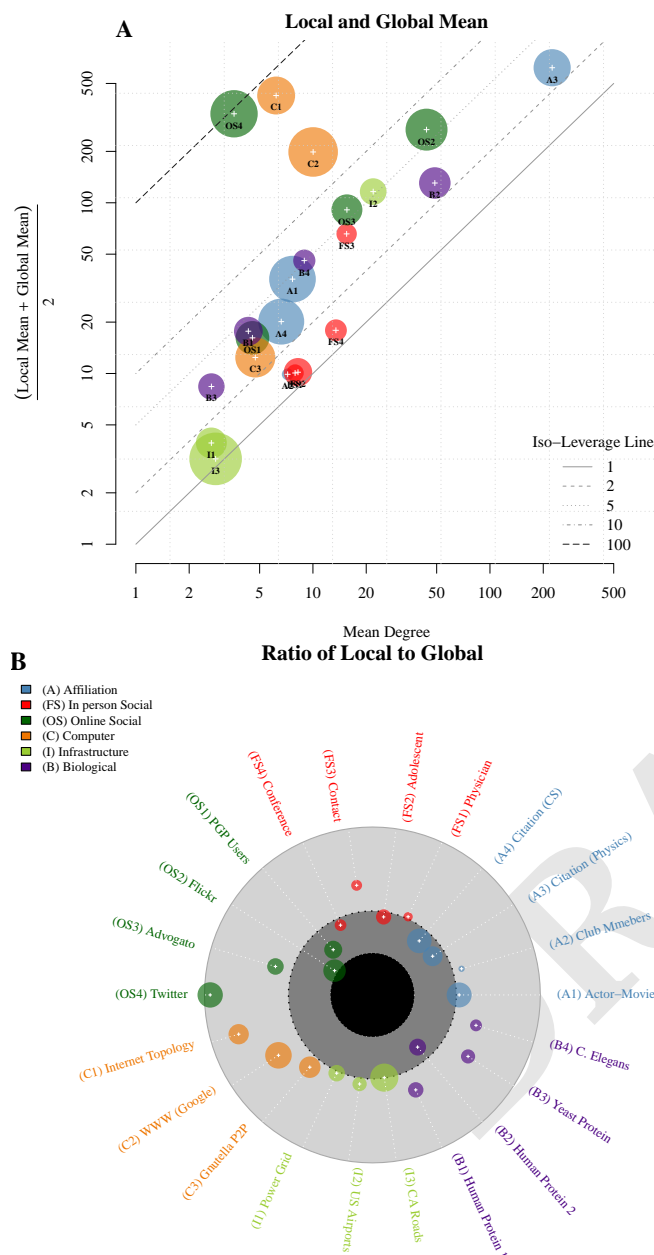 A
Local and Global Mean
500
200
100
50
20
10
5
2
1
(Local Mean + Global Mean)
2
C1
A3
OS4
C2
OS2
B2
I2
OS3
FS3
B4
A1
A4
FS4
B1
OS1
C3
B3
I1
I3
Iso−Leverage Line
1
2
5
10
100
1 2 5 10 20 50 100 200 500
Mean Degree
B
Ratio of Local to Global
(A) Affiliation
(FS) In person Social
(OS) Online Social
(C) Computer
(I) Infrastructure
(B) Biological
(FS4) Conference
(FS3) Contact
(FS2) Adolescent
(FS1) Physician
(A4) Citation (CS)
(A3) Citation (Physics)
(A2) Club Mmebers
(A1) Actor−Movie
(OS1) PGP Users
(OS2) Flickr
(OS3) Advogato
(OS4) Twitter
(C1) Internet Topology
(C2) WWW (Google)
(C3) Gnutella P2P
(I1) Power Grid
(I2) US Airports
(I3) CA Roads
(B1) Human Protein
(B2) Human Protein 2
(B3) Yeast Protein
(B4) C. Elegans